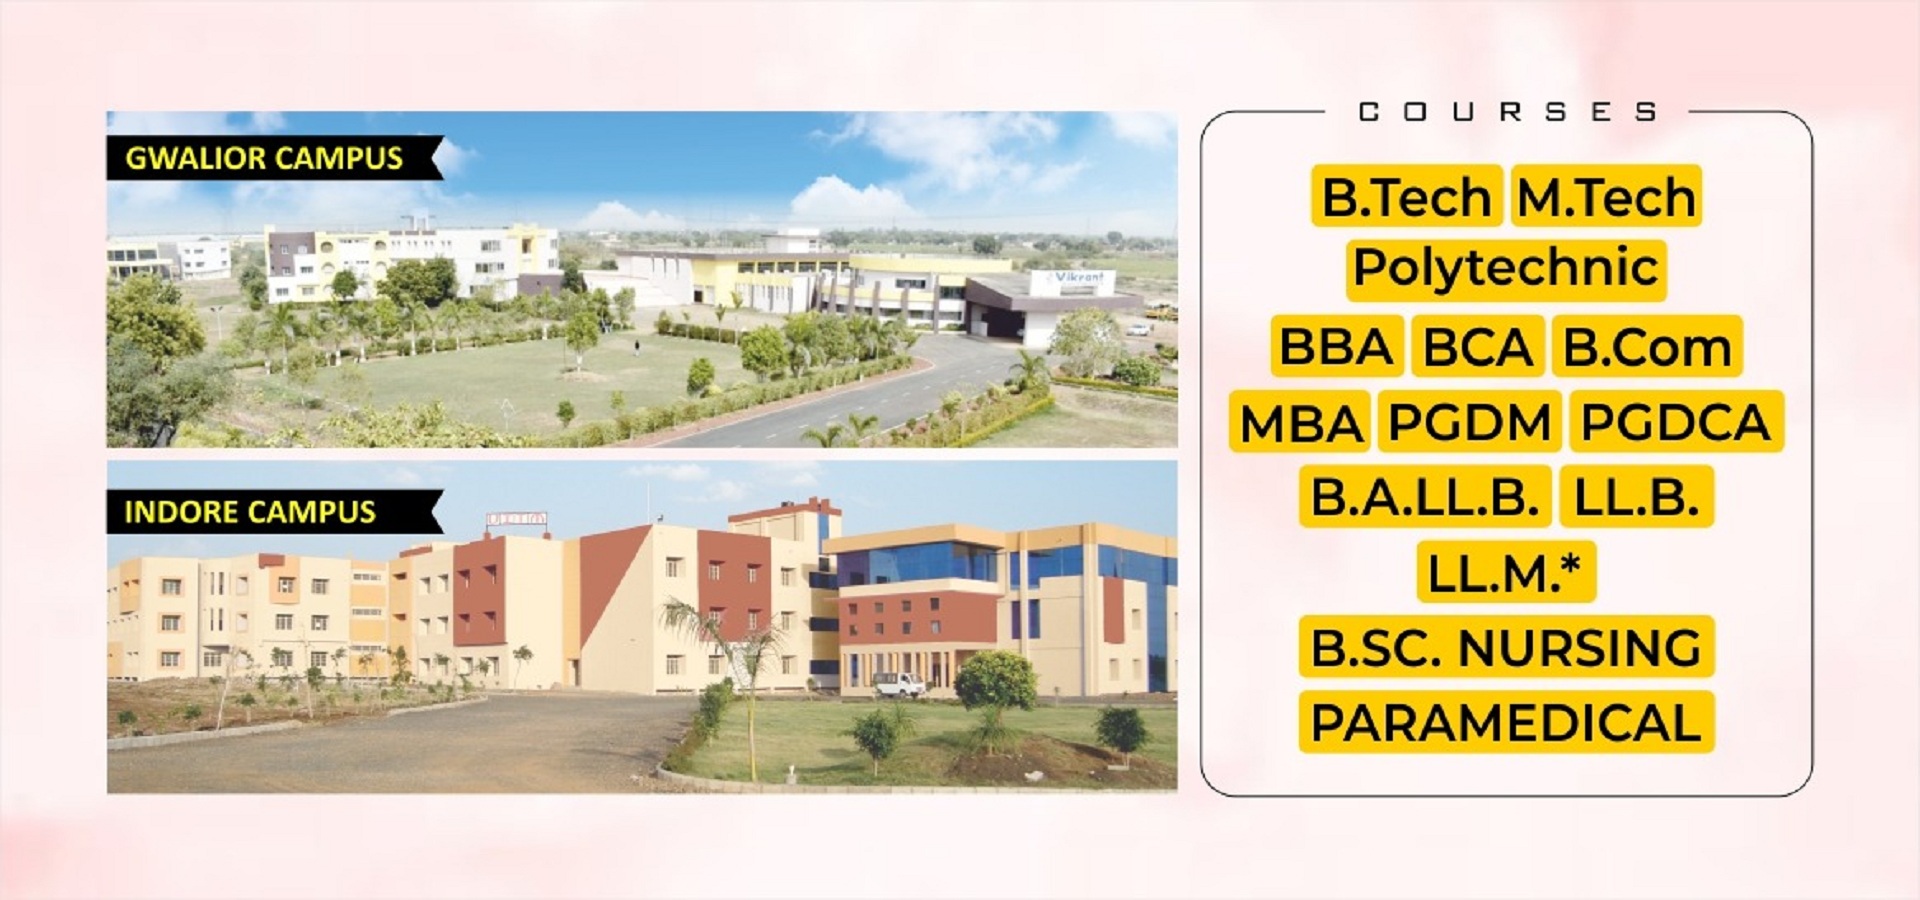 GWALIOR CAMPUS
Vikrant
INDORE CAMPUS
COURSES
B.Tech M.Tech
Polytechnic
BBA BCA B.Com
MBA PGDM PGDCA
B.A.LL.B. LL.B.
LL.M.*
B.SC. NURSING
PARAMEDICAL